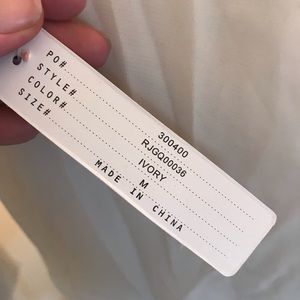 PO# 300400
STYLE# RJGQ00036
COLOR# IVORY
SIZE# M
MADE IN CHINA